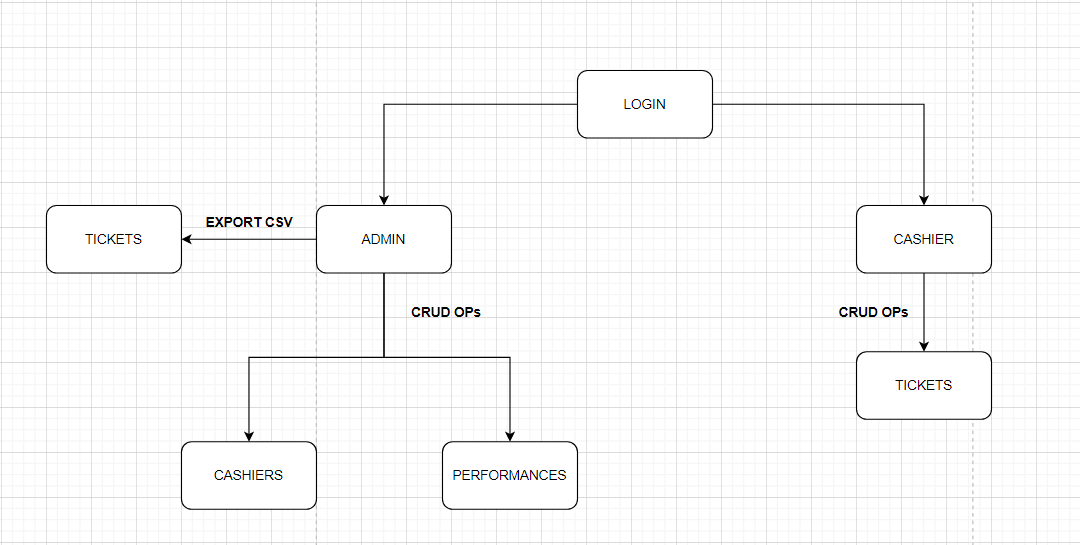 LOGIN
EXPORT CSV
TICKETS
ADMIN
CASHIER
CRUD OPs
CRUD OPs
TICKETS
CASHIERS
PERFORMANCES